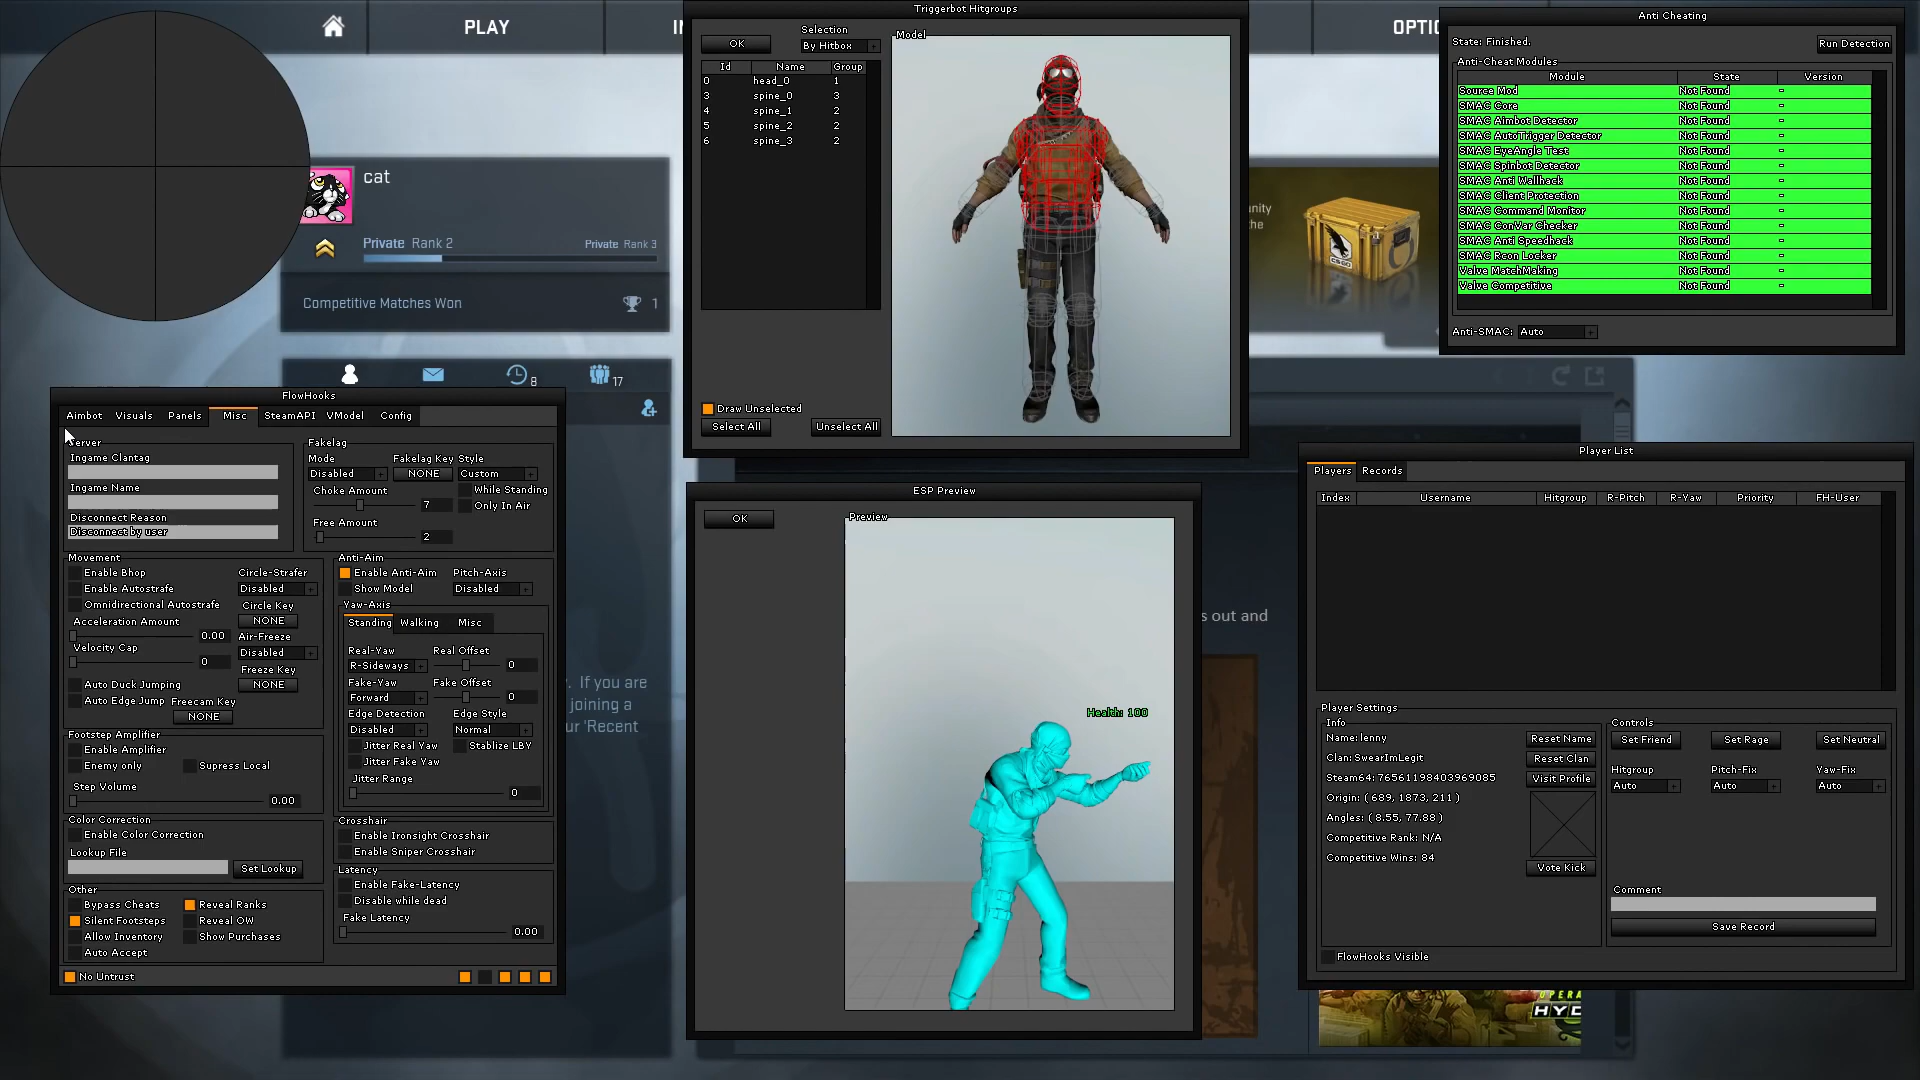 PLAY
OPTIO
cat
Private Rank 2
Private Rank 3
Competitive Matches Won
1
8
17
nity
the
s out and
. If you are
joining a
ur 'Recent
OPERA
HYD
Triggerbot Hitgroups
OK
Selection
By Hitbox
Id Name Group
0 head_0 1
3 spine_0 3
4 spine_1 2
5 spine_2 2
6 spine_3 2
Draw Unselected
Select All
Unselect All
Model
Anti Cheating
State: Finished.
Run Detection
Anti-Cheat Modules
Module State Version
Source Mod Not Found -
SMAC Core Not Found -
SMAC Aimbot Detector Not Found -
SMAC AutoTrigger Detector Not Found -
SMAC EyeAngle Test Not Found -
SMAC Spinbot Detector Not Found -
SMAC Anti Wallhack Not Found -
SMAC Client Protection Not Found -
SMAC Command Monitor Not Found -
SMAC ConVar Checker Not Found -
SMAC Anti Speedhack Not Found -
SMAC Rcon Locker Not Found -
Valve MatchMaking Not Found -
Valve Competitive Not Found -
Anti-SMAC: Auto
FlowHooks
Aimbot Visuals Panels Misc SteamAPI VModel Config
Server
Ingame Clantag
Ingame Name
Disconnect Reason
Disconnect by user
Fakelag
Mode Fakelag Key Style
Disabled NONE Custom
Choke Amount
7
While Standing
Only In Air
Free Amount
2
Movement
Enable Bhop
Enable Autostrafe
Omnidirectional Autostrafe
Acceleration Amount
0.00
Velocity Cap
0
Auto Duck Jumping
Auto Edge Jump
Freecam Key
NONE
Circle-Strafer
Disabled
Circle Key
NONE
Air-Freeze
Disabled
Freeze Key
NONE
Anti-Aim
Enable Anti-Aim
Show Model
Pitch-Axis
Disabled
Yaw-Axis
Standing Walking Misc
Real-Yaw Real Offset
R-Sideways 0
Fake-Yaw Fake Offset
Forward 0
Edge Detection Edge Style
Disabled Normal
Jitter Real Yaw Stablize LBY
Jitter Fake Yaw
Jitter Range
0
Footstep Amplifier
Enable Amplifier
Enemy only Supress Local
Step Volume
0.00
Color Correction
Enable Color Correction
Lookup File
Set Lookup
Crosshair
Enable Ironsight Crosshair
Enable Sniper Crosshair
Latency
Enable Fake-Latency
Disable while dead
Fake Latency
0.00
Other
Bypass Cheats Reveal Ranks
Silent Footsteps Reveal OW
Allow Inventory Show Purchases
Auto Accept
No Untrust
ESP Preview
OK
Preview
Health: 100
Player List
Players Records
Index Username Hitgroup R-Pitch R-Yaw Priority FH-User
Player Settings
Info
Name: lenny
Clan: SwearImLegit
Steam64: 76561198403969085
Origin: ( 689, 1873, 211 )
Angles: ( 8.55, 77.88 )
Competitive Rank: N/A
Competitive Wins: 84
Reset Name
Reset Clan
Visit Profile
Vote Kick
Controls
Set Friend Set Rage Set Neutral
Hitgroup Pitch-Fix Yaw-Fix
Auto Auto Auto
Comment
Save Record
FlowHooks Visible